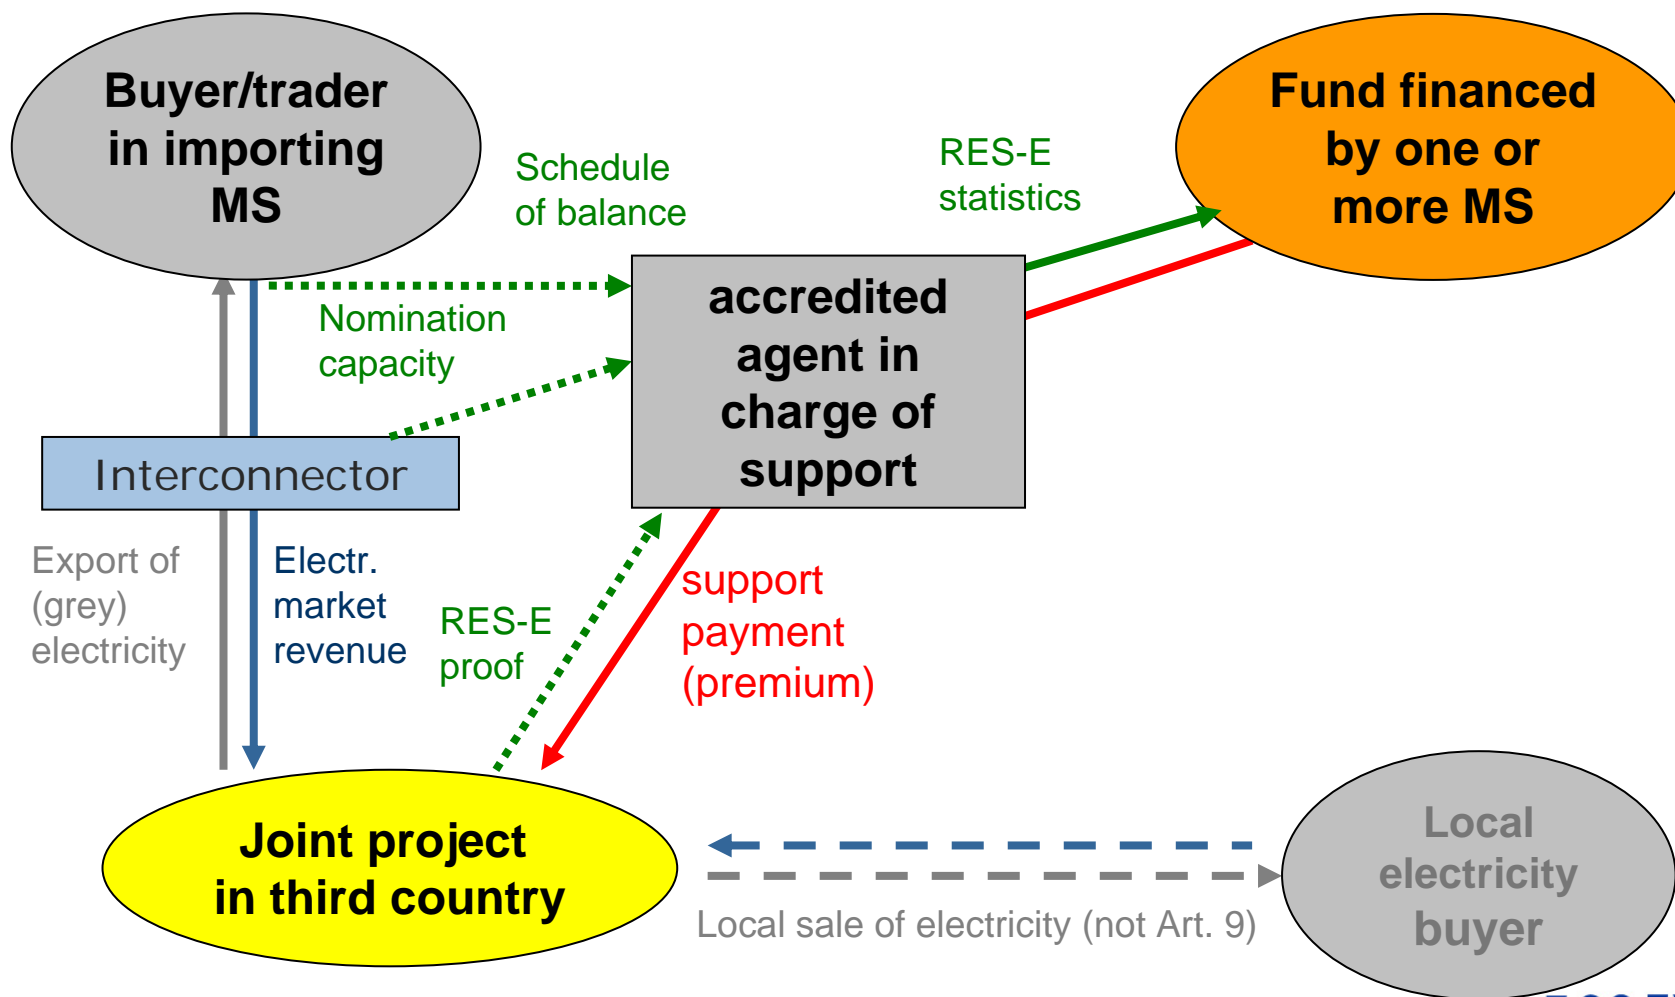 Buyer/trader
in importing
MS
Fund financed
by one or
more MS
Schedule
of balance
RES-E
statistics
Nomination
capacity
accredited
agent in
charge of
support
Interconnector
Export of
(grey)
electricity
Electr.
market
revenue
RES-E
proof
support
payment
(premium)
Joint project
in third country
Local sale of electricity (not Art. 9)
Local
electricity
buyer